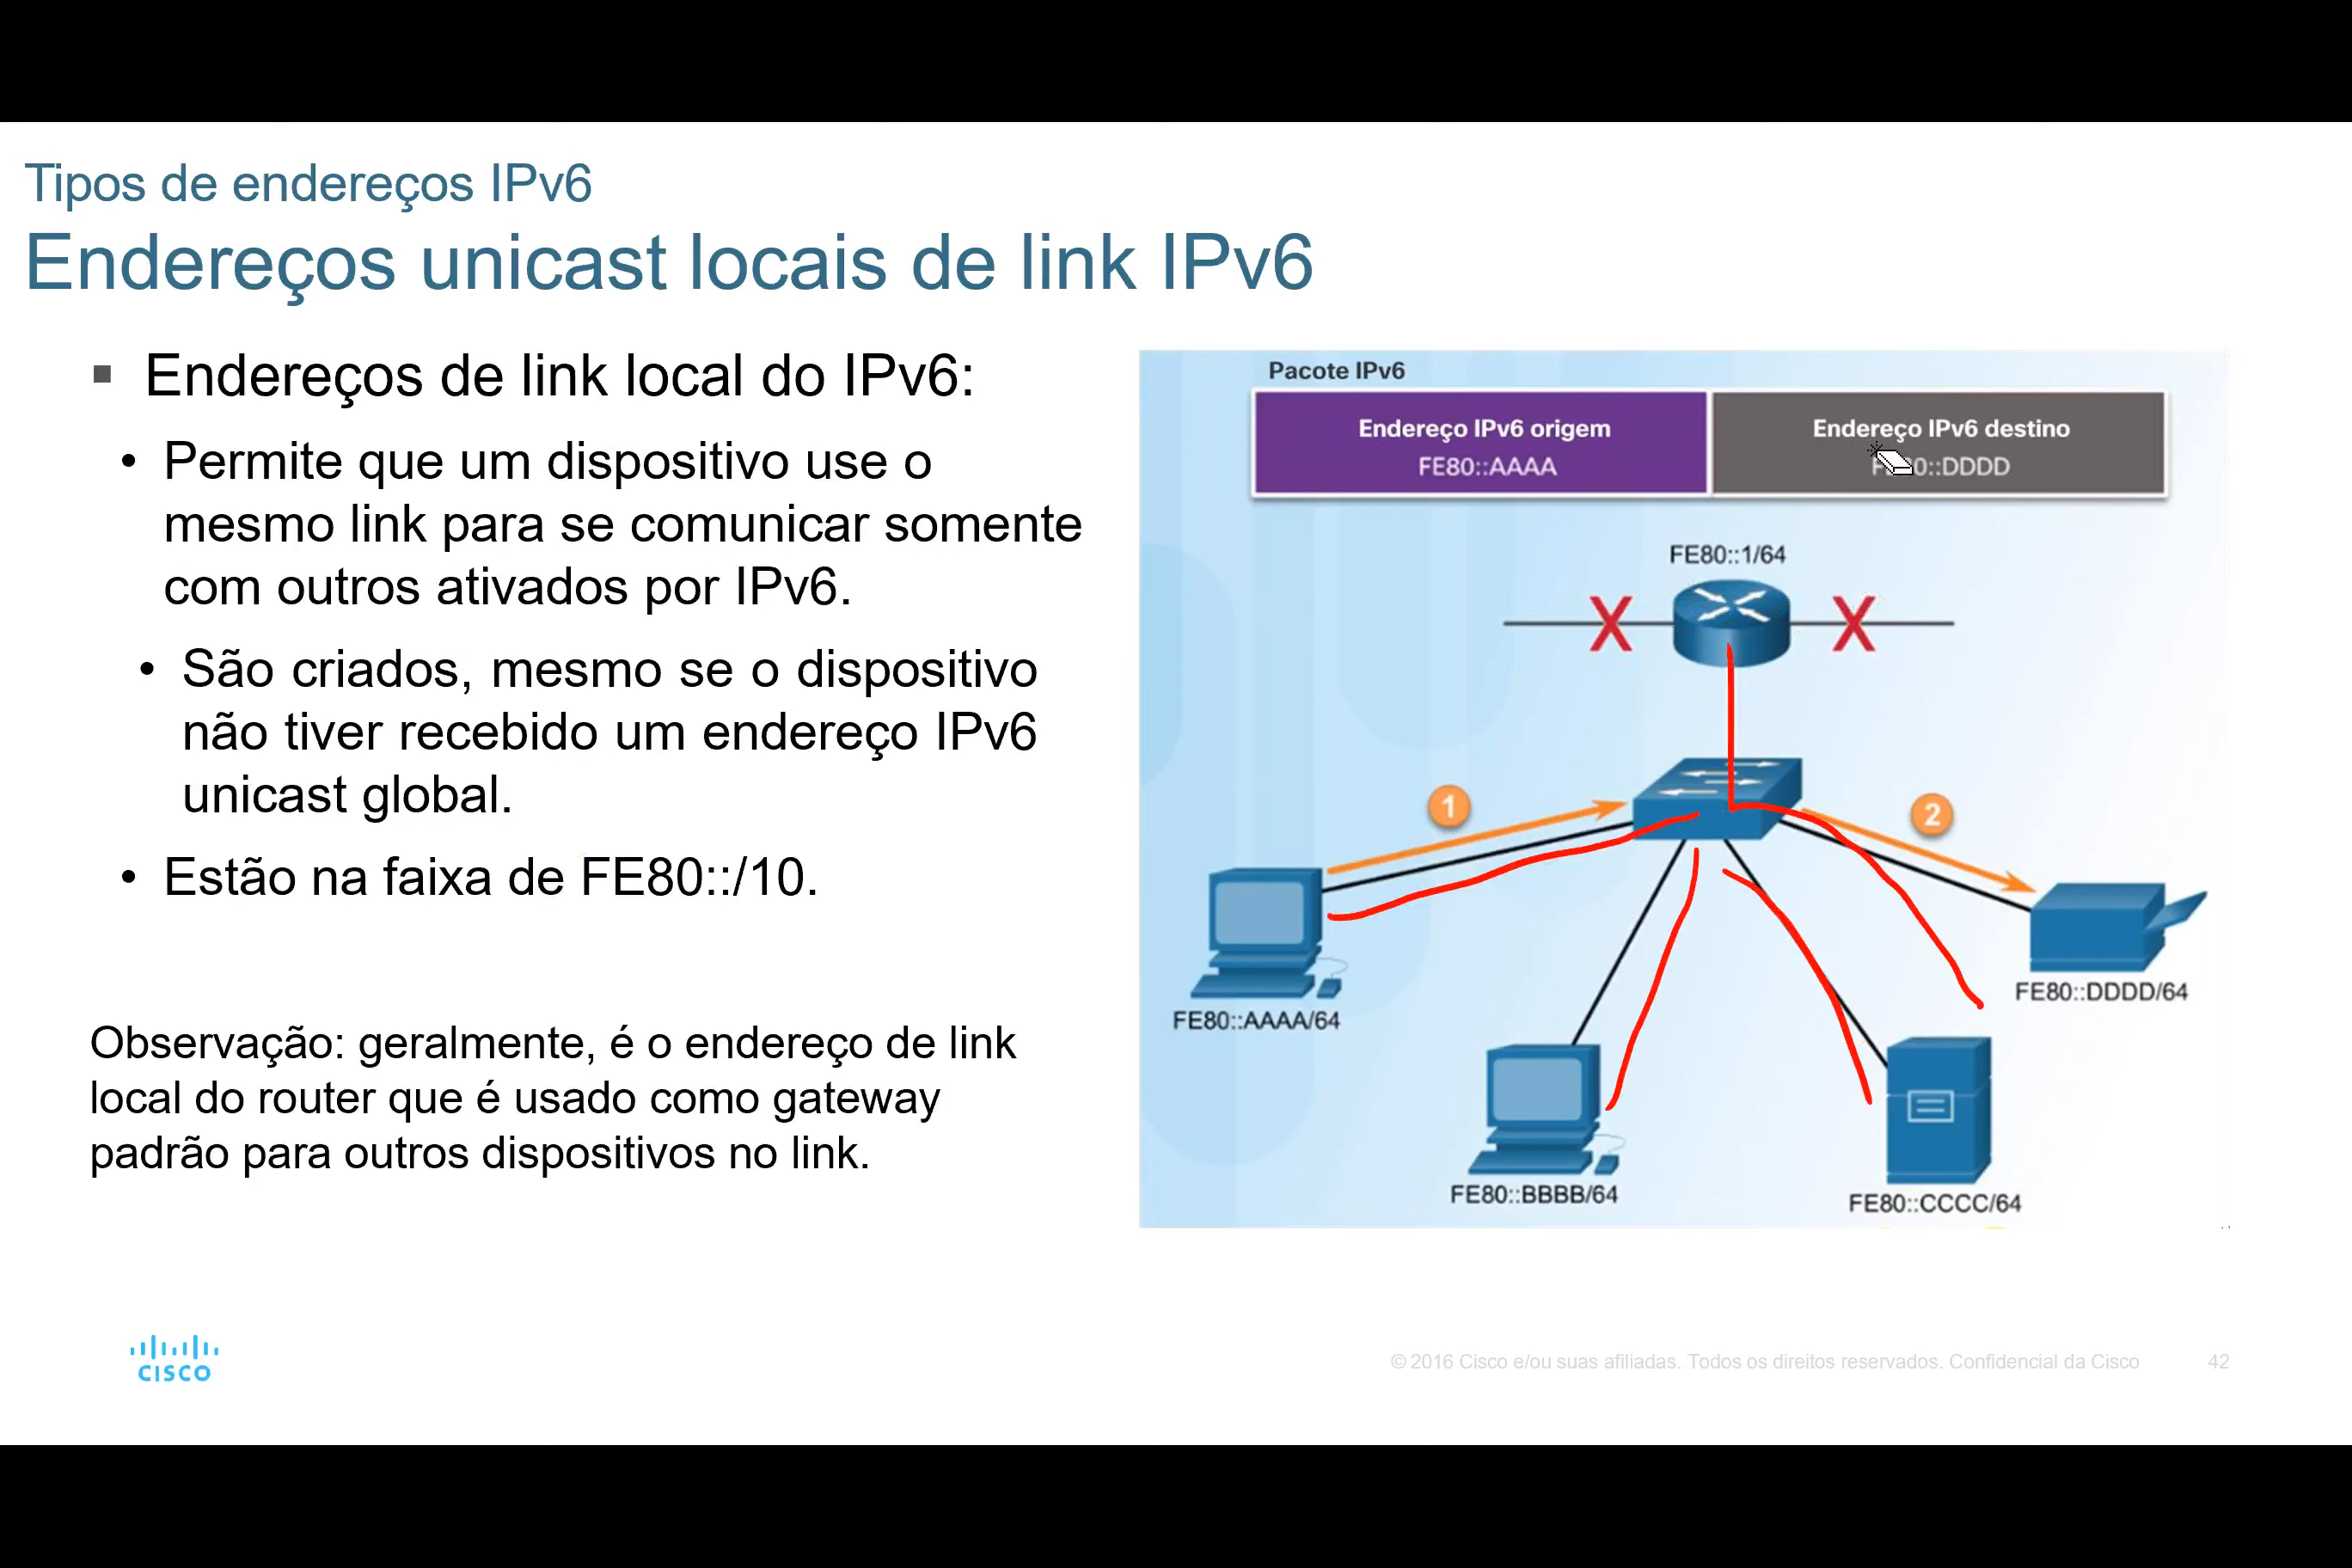 Tipos de endereços IPv6
Endereços unicast locais de link IPv6
▪ Endereços de link local do IPv6:
• Permite que um dispositivo use o
mesmo link para se comunicar somente
com outros ativados por IPv6.
• São criados, mesmo se o dispositivo
não tiver recebido um endereço IPv6
unicast global.
• Estão na faixa de FE80::/10.
Observação: geralmente, é o endereço de link
local do router que é usado como gateway
padrão para outros dispositivos no link.
Pacote IPv6
Endereço IPv6 origem
FE80::AAAA
Endereço IPv6 destino
FE80::DDDD
FE80::1/64
X X
1
2
FE80::AAAA/64
FE80::DDDD/64
FE80::BBBB/64
FE80::CCCC/64
CISCO
© 2016 Cisco e/ou suas afiliadas. Todos os direitos reservados. Confidencial da Cisco
42